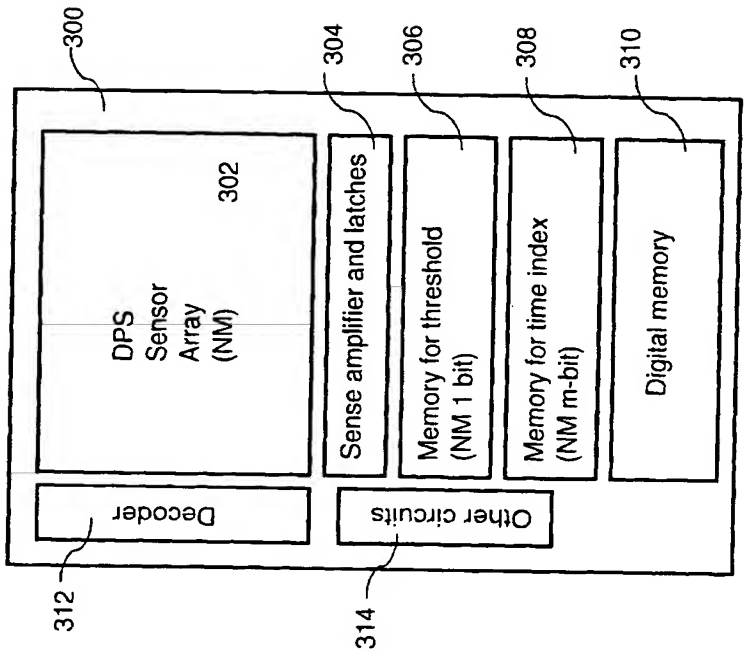 300
DPS
Sensor
Array
(NM)
302
304
Sense amplifier and latches
306
Memory for threshold
(NM 1 bit)
308
Memory for time index
(NM m-bit)
310
Digital memory
312
Decoder
314
Other circuits